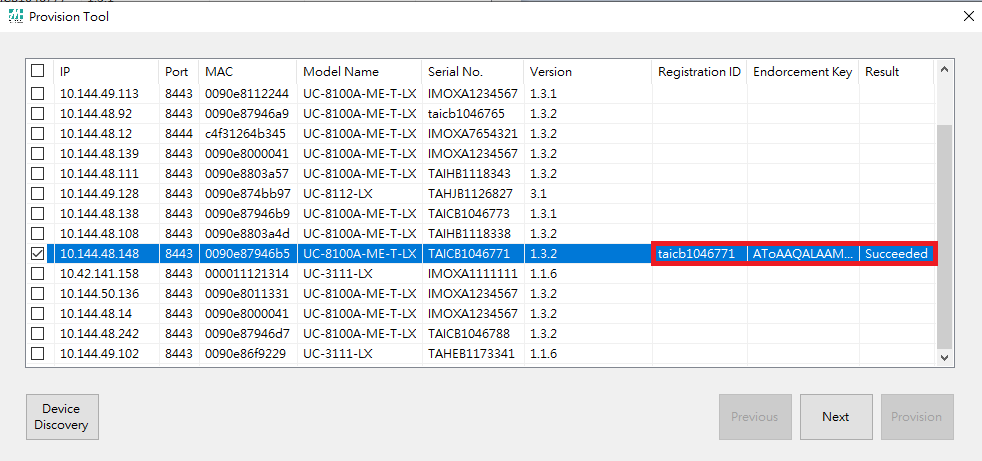 Provision Tool
IP Port MAC Model Name Serial No. Version Registration ID Endorsement Key Result
10.144.49.113 8443 0090e8112244 UC-8100A-ME-T-LX IMOXA1234567 1.3.1
10.144.48.92 8443 0090e87946a9 UC-8100A-ME-T-LX taicb1046765 1.3.2
10.144.48.12 8444 c4f31264b345 UC-8100A-ME-T-LX IMOXA7654321 1.3.2
10.144.48.139 8443 0090e8000041 UC-8100A-ME-T-LX IMOXA1234567 1.3.2
10.144.48.111 8443 0090e8803a57 UC-8100A-ME-T-LX TAIHB1118343 1.3.2
10.144.49.128 8443 0090e874bb97 UC-8112-LX TAHJB1126827 3.1
10.144.48.138 8443 0090e87946b9 UC-8100A-ME-T-LX TAICB1046773 1.3.1
10.144.48.108 8443 0090e8803a4d UC-8100A-ME-T-LX TAIHB1118338 1.3.2
10.144.48.148 8443 0090e87946b5 UC-8100A-ME-T-LX TAICB1046771 1.3.2 taicb1046771 AToAAQALAAM... Succeeded
10.42.141.158 8443 000011121314 UC-3111-LX IMOXA1111111 1.1.6
10.144.50.136 8443 0090e8011331 UC-8100A-ME-T-LX IMOXA1234567 1.3.2
10.144.48.14 8443 0090e8000041 UC-8100A-ME-T-LX IMOXA1234567 1.3.2
10.144.48.242 8443 0090e87946d7 UC-8100A-ME-T-LX TAICB1046788 1.3.2
10.144.49.102 8443 0090e86f9229 UC-3111-LX TAHEB1173341 1.1.6
Device
Discovery
Previous Next Provision